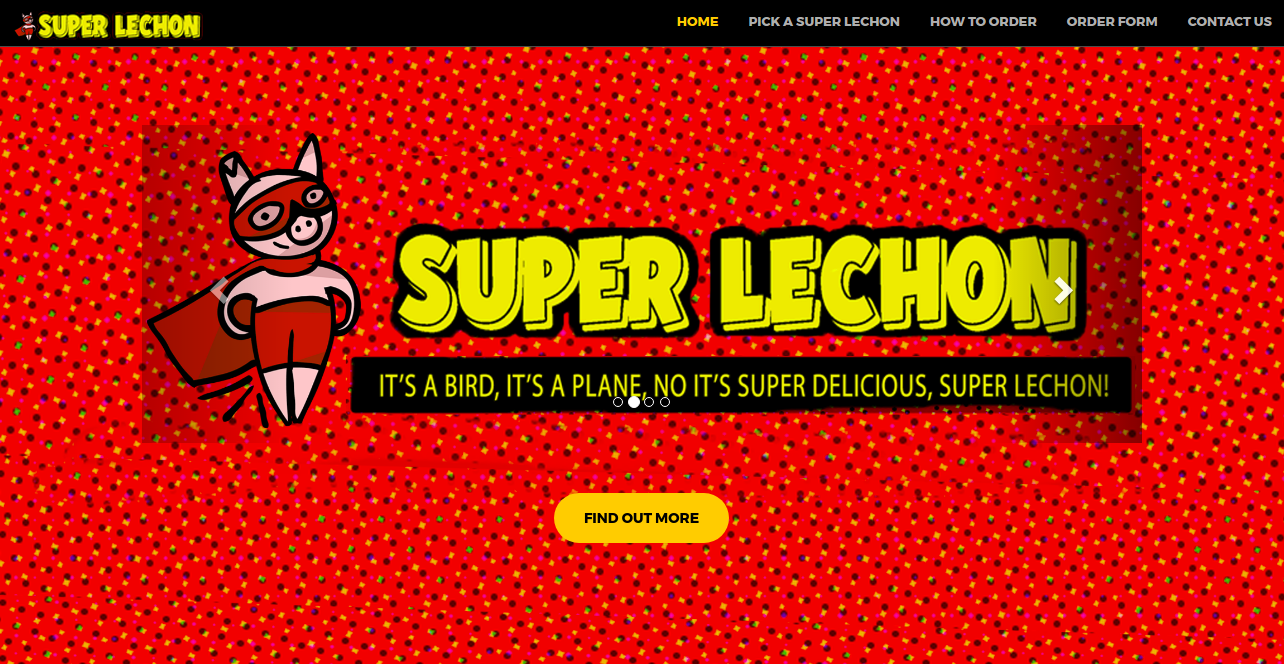 SUPER LECHON
HOME
PICK A SUPER LECHON
HOW TO ORDER
ORDER FORM
CONTACT US
SUPER LECHON
IT'S A BIRD, IT'S A PLANE, NO IT'S SUPER DELICIOUS, SUPER LECHON!
FIND OUT MORE